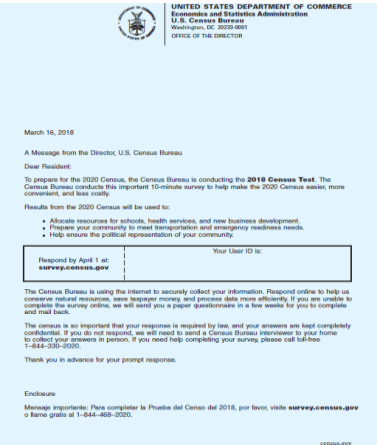 UNITED STATES DEPARTMENT OF COMMERCE
Economics and Statistics Administration
U.S. Census Bureau
Washington, DC 20233-0001
OFFICE OF THE DIRECTOR
March 16, 2018
A Message from the Director, U.S. Census Bureau
Dear Resident:
To prepare for the 2020 Census, the Census Bureau is conducting the 2018 Census Test. The
Census Bureau conducts this important 10-minute survey to help make the 2020 Census easier, more
convenient, and less costly.
Results from the 2020 Census will be used to:
• Allocate resources for schools, health services, and new business development.
• Prepare your community to meet transportation and emergency readiness needs.
• Help ensure the political representation of your community.
Respond by April 1 at:
survey.census.gov
Your User ID is:
The Census Bureau is using the internet to securely collect your information. Respond online to help us
conserve natural resources, save taxpayer money, and process data more efficiently. If you are unable to
complete the survey online, we will send you a paper questionnaire in a few weeks for you to complete
and mail back.
The census is so important that your response is required by law, and your answers are kept completely
confidential. If you do not respond, we will need to send a Census Bureau interviewer to your home
to collect your answers in person. If you need help completing your survey, please call toll-free
1–844–330–2020.
Thank you in advance for your prompt response.
Enclosure
Mensaje importante: Para completar la Prueba del Censo del 2018, por favor, visite survey.census.gov
o llame gratis al 1–844–468–2020.
census.gov